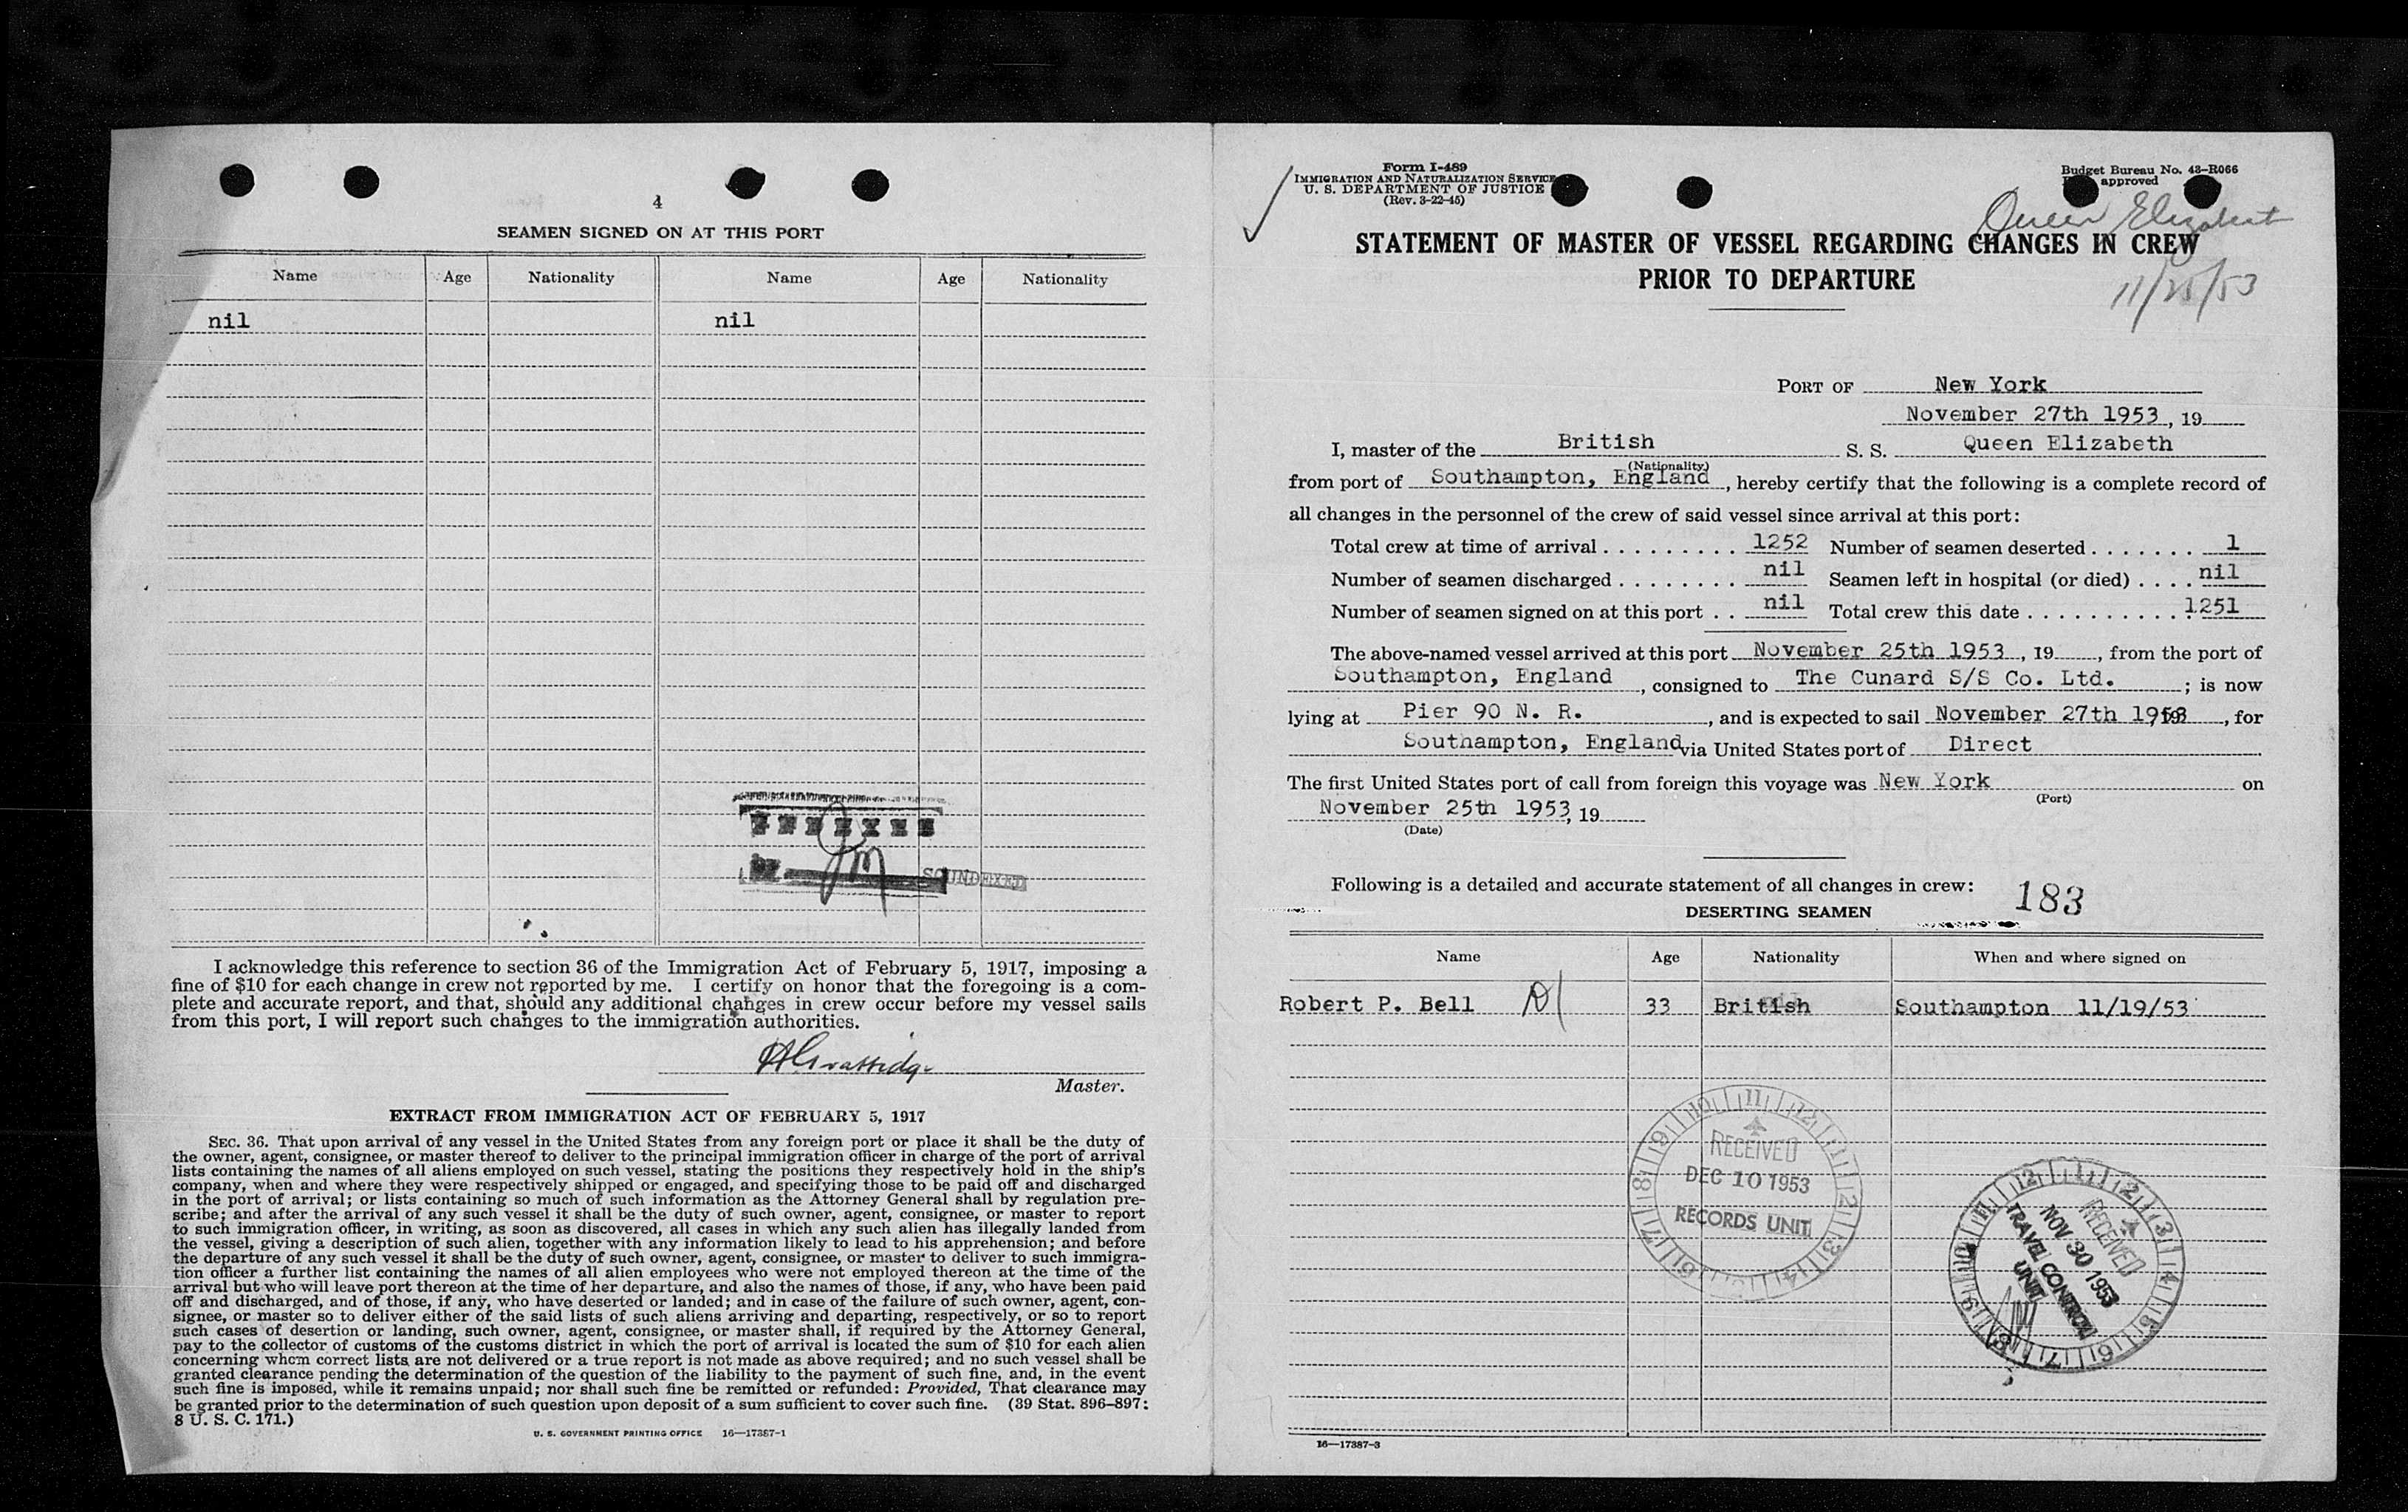 4
SEAMEN SIGNED ON AT THIS PORT
Name Age Nationality Name Age Nationality
nil nil
SOUNDEXED
I acknowledge this reference to section 36 of the Immigration Act of February 5, 1917, imposing a
fine of $10 for each change in crew not reported by me. I certify on honor that the foregoing is a com-
plete and accurate report, and that, should any additional changes in crew occur before my vessel sails
from this port, I will report such changes to the immigration authorities.
Master.
EXTRACT FROM IMMIGRATION ACT OF FEBRUARY 5, 1917
SEC. 36. That upon arrival of any vessel in the United States from any foreign port or place it shall be the duty of
the owner, agent, consignee, or master thereof to deliver to the principal immigration officer in charge of the port of arrival
lists containing the names of all aliens employed on such vessel, stating the positions they respectively hold in the ship's
company, when and where they were respectively shipped or engaged, and specifying those to be paid off and discharged
in the port of arrival; or lists containing so much of such information as the Attorney General shall by regulation pre-
scribe; and after the arrival of any such vessel it shall be the duty of such owner, agent, consignee, or master to report
to such immigration officer, in writing, as soon as discovered, all cases in which any such alien has illegally landed from
the vessel, giving a description of such alien, together with any information likely to lead to his apprehension; and before
the departure of any such vessel it shall be the duty of such owner, agent, consignee, or master to deliver to such immigra-
tion officer a further list containing the names of all alien employees who were not employed thereon at the time of the
arrival but who will leave port thereon at the time of her departure, and also the names of those, if any, who have been paid
off and discharged, and of those, if any, who have deserted or landed; and in case of the failure of such owner, agent, con-
signee, or master so to deliver either of the said lists of such aliens arriving and departing, respectively, or so to report
such cases of desertion or landing, such owner, agent, consignee, or master shall, if required by the Attorney General,
pay to the collector of customs of the customs district in which the port of arrival is located the sum of $10 for each alien
concerning whom correct lists are not delivered or a true report is not made as above required; and no such vessel shall be
granted clearance pending the determination of the question of the liability to the payment of such fine, and, in the event
such fine is imposed, while it remains unpaid; nor shall such fine be remitted or refunded: Provided, That clearance may
be granted prior to the determination of such question upon deposit of a sum sufficient to cover such fine. (39 Stat. 896–897:
8 U. S. C. 171.)
U. S. GOVERNMENT PRINTING OFFICE 16—17387-1
Form I-489
IMMIGRATION AND NATURALIZATION SERVICE
U. S. DEPARTMENT OF JUSTICE
(Rev. 3-22-45)
Budget Bureau No. 43-R066
approved
Queen Elizabeth
STATEMENT OF MASTER OF VESSEL REGARDING CHANGES IN CREW
PRIOR TO DEPARTURE
11/25/53
PORT OF New York
November 27th 1953, 19
I, master of the British S. S. Queen Elizabeth
(Nationality)
from port of Southampton, England, hereby certify that the following is a complete record of
all changes in the personnel of the crew of said vessel since arrival at this port:
Total crew at time of arrival . . . . . . . . . 1252 Number of seamen deserted . . . . . . . 1
Number of seamen discharged . . . . . . . . nil Seamen left in hospital (or died) . . . . nil
Number of seamen signed on at this port . . nil Total crew this date . . . . . . . . . . . 1251
The above-named vessel arrived at this port November 25th 1953, 19, from the port of
Southampton, England, consigned to The Cunard S/S Co. Ltd. ; is now
lying at Pier 90 N. R. , and is expected to sail November 27th 1953, for
Southampton, England via United States port of Direct
The first United States port of call from foreign this voyage was New York on
(Port)
November 25th 1953, 19
(Date)
Following is a detailed and accurate statement of all changes in crew: 183
DESERTING SEAMEN
Name Age Nationality When and where signed on
Robert P. Bell 33 British Southampton 11/19/53
RECEIVED
DEC 10 1953
RECORDS UNIT
RECEIVED
NOV 30 1953
TRAVEL CONTROL
UNIT
16—17387-3